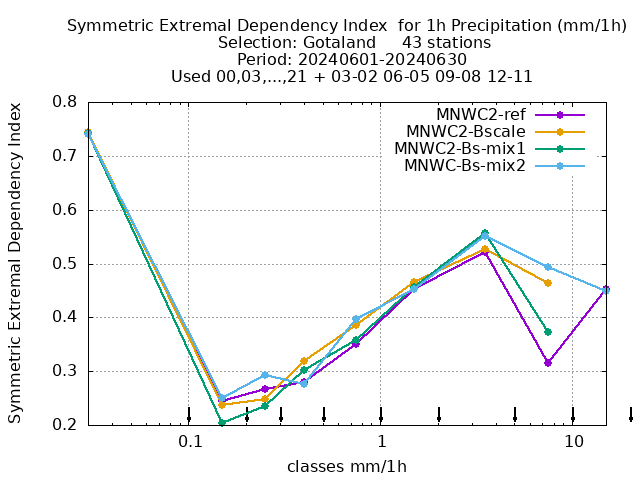 Symmetric Extremal Dependency Index  for 1h Precipitation (mm/1h)
Selection: Gotaland     43 stations
Period: 20240601-20240630
Used 00,03,...,21 + 03-02 06-05 09-08 12-11
Symmetric Extremal Dependency Index
0.8
0.7
0.6
0.5
0.4
0.3
0.2
MNWC2-ref
MNWC2-Bscale
MNWC2-Bs-mix1
MNWC-Bs-mix2
0.1 1 10
classes mm/1h